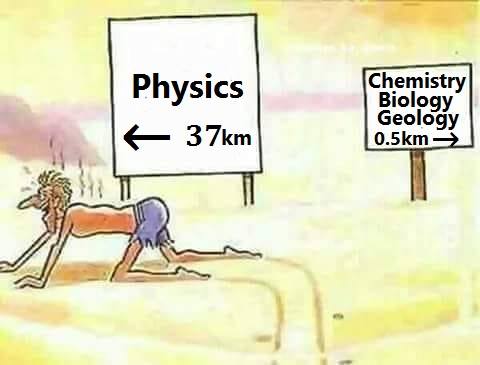 Physics
← 37km
Chemistry
Biology
Geology
0.5km →